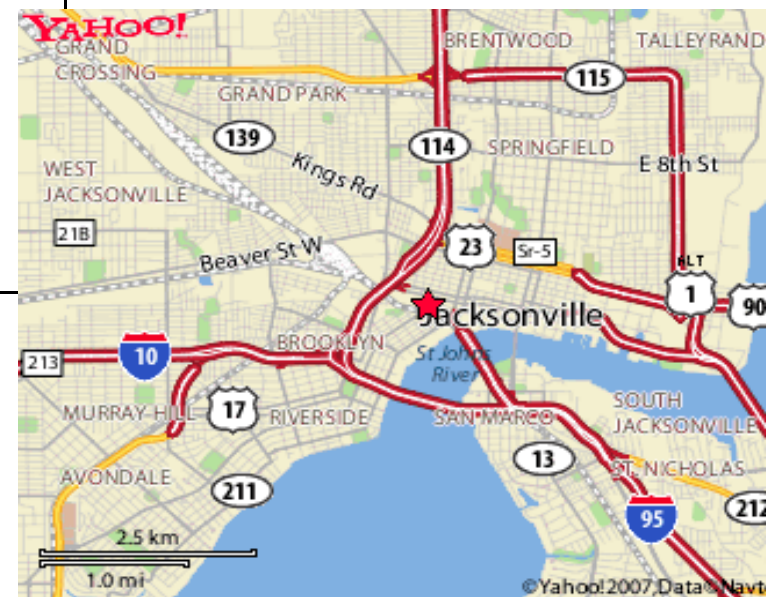 YAHOO!
GRAND
CROSSING
BRENTWOOD
TALLEYRAND
115
GRAND PARK
139
114
SPRINGFIELD
Kings Rd
E 8th St
WEST
JACKSONVILLE
21B
Beaver St W
23
Sr-5
ALT
1
90
Jacksonville
BROOKLYN
St Johns
River
213
10
MURRAY HILL
17
RIVERSIDE
SAN MARCO
SOUTH
JACKSONVILLE
13
ST. NICHOLAS
AVONDALE
211
95
212
2.5 km
1.0 mi
©Yahoo!2007,Data©Navte